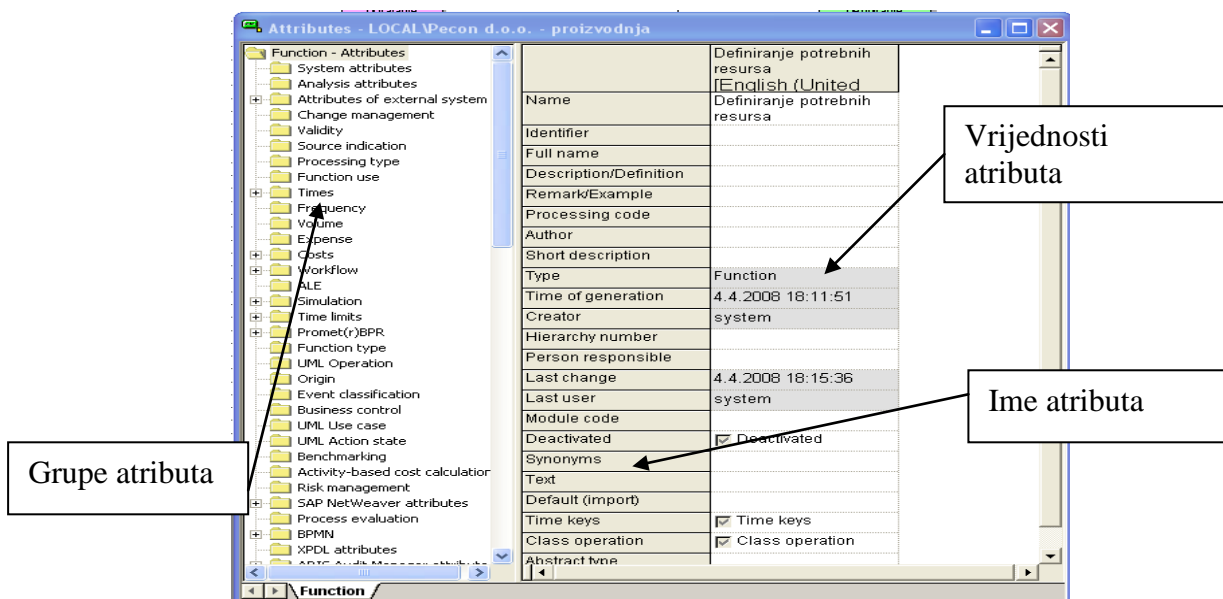 Attributes - LOCAL\Pecon d.o.o. - proizvodnja
Function - Attributes
System attributes
Analysis attributes
Attributes of external system
Change management
Validity
Source indication
Processing type
Function use
Times
Frequency
Volume
Expense
Costs
Workflow
ALE
Simulation
Time limits
Promet(r)BPR
Function type
UML Operation
Origin
Event classification
Business control
UML Use case
UML Action state
Benchmarking
Activity-based cost calculation
Risk management
SAP NetWeaver attributes
Process evaluation
BPMN
XPDL attributes
ARIS Audit Manager attribute
Definiranje potrebnih
resursa
[English (United
Name Definiranje potrebnih
resursa
Identifier
Full name
Description/Definition
Remark/Example
Processing code
Author
Short description
Type Function
Time of generation 4.4.2008 18:11:51
Creator system
Hierarchy number
Person responsible
Last change 4.4.2008 18:15:36
Last user system
Module code
Deactivated Deactivated
Synonyms
Text
Default (import)
Time keys Time keys
Class operation Class operation
Abstract type
Function
Vrijednosti
atributa
Ime atributa
Grupe atributa